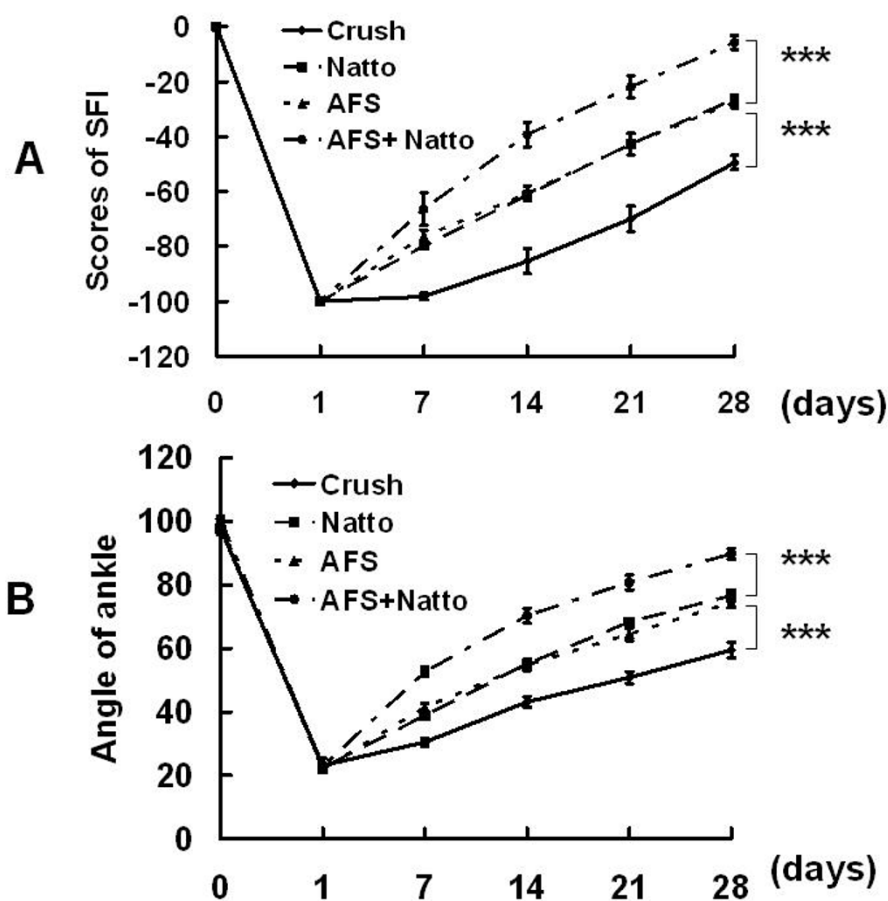 A
Scores of SFI
0
-20
-40
-60
-80
-100
-120
Crush
Natto
AFS
AFS+ Natto
***
***
0 1 7 14 21 28 (days)
B
Angle of ankle
120
100
80
60
40
20
0
Crush
Natto
AFS
AFS+Natto
***
***
0 1 7 14 21 28 (days)